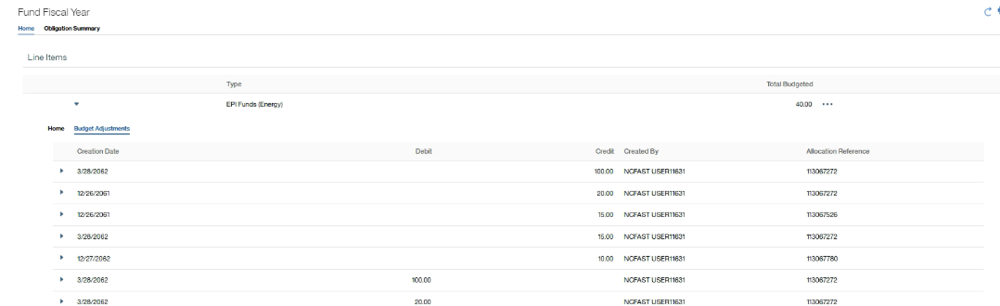 Fund Fiscal Year
Home Obligation Summary
Line Items
Type Total Budgeted
EPI Funds (Energy) 40.00
Home Budget Adjustments
Creation Date Debit Credit Created By Allocation Reference
3/28/2062 100.00 NCFAST USER11631 113067272
12/26/2061 20.00 NCFAST USER11631 113067272
12/26/2061 15.00 NCFAST USER11631 113067526
3/28/2062 15.00 NCFAST USER11631 113067272
12/27/2062 10.00 NCFAST USER11631 113067780
3/28/2062 100.00 NCFAST USER11631 113067272
3/28/2062 20.00 NCFAST USER11631 113067272